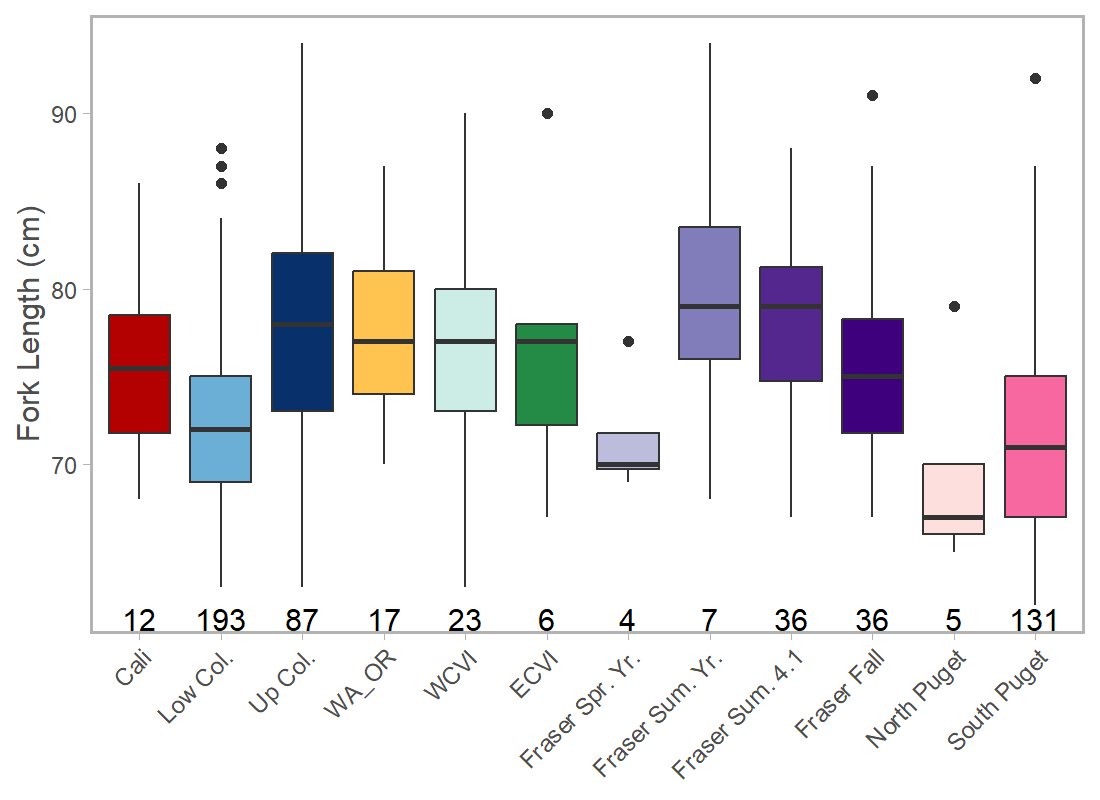 Fork Length (cm)
90
80
70
12 193 87 17 23 6 4 7 36 36 5 131
Cali
Low Col.
Up Col.
WA_OR
WCVI
ECVI
Fraser Spr. Yr.
Fraser Sum. Yr.
Fraser Sum. 4.1
Fraser Fall
North Puget
South Puget